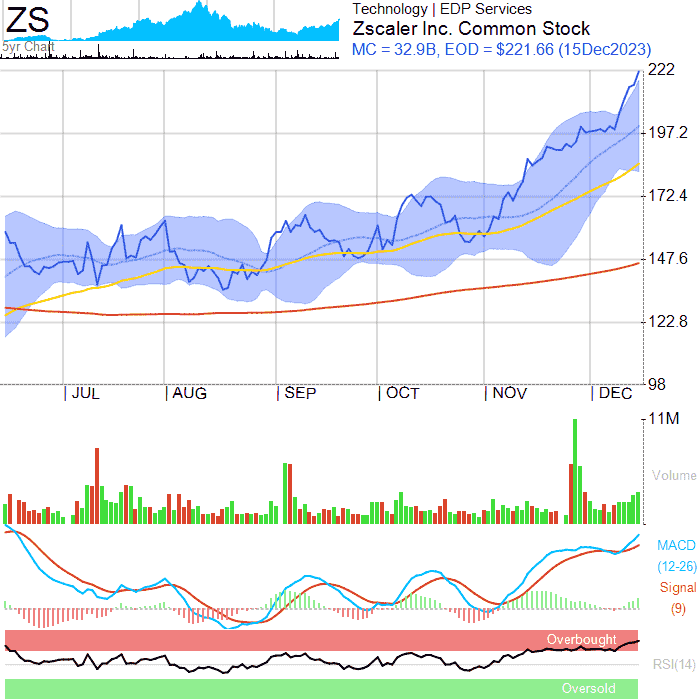 ZS
5yr Chart
Technology | EDP Services
Zscaler Inc. Common Stock
MC = 32.9B, EOD = $221.66 (15Dec2023)
222
197.2
172.4
147.6
122.8
98
| JUL | AUG | SEP | OCT | NOV | DEC
11M
Volume
MACD
(12-26)
Signal
(9)
Overbought
RSI(14)
Oversold